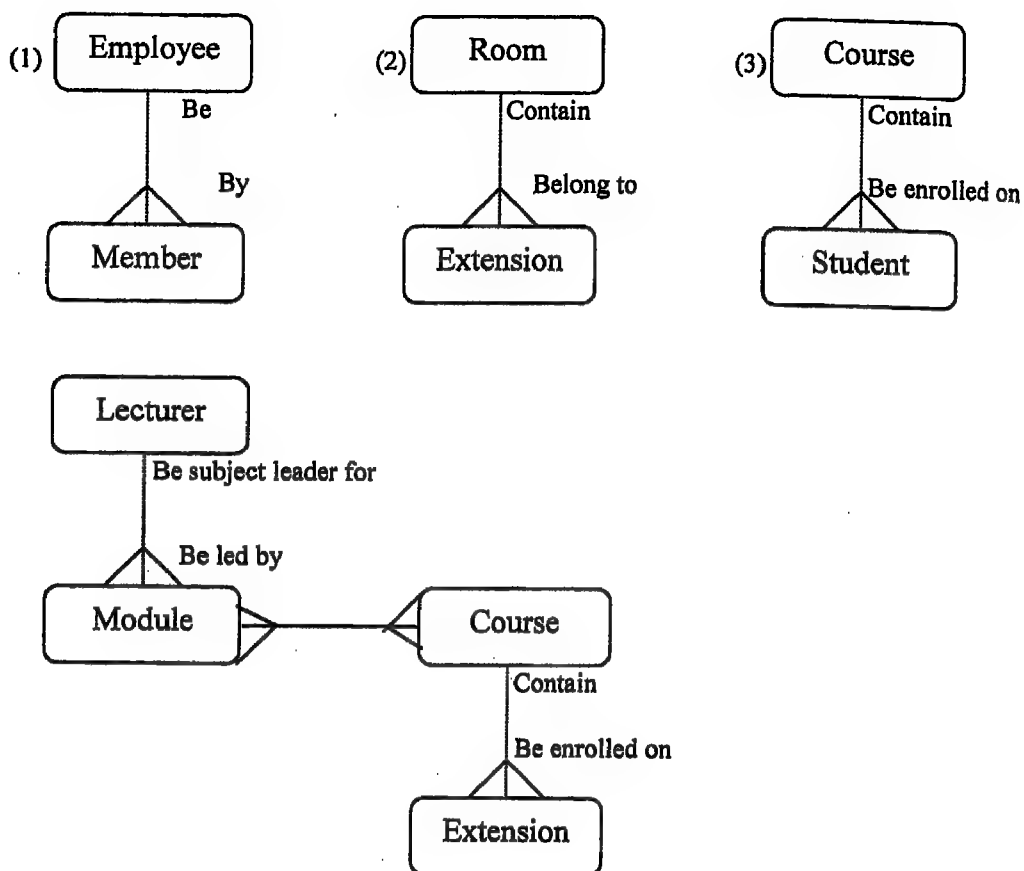 (1) Employee (2) Room (3) Course
Be Contain Contain
By Belong to Be enrolled on
Member Extension Student
Lecturer
Be subject leader for
Be led by
Module Course
Contain
Be enrolled on
Extension